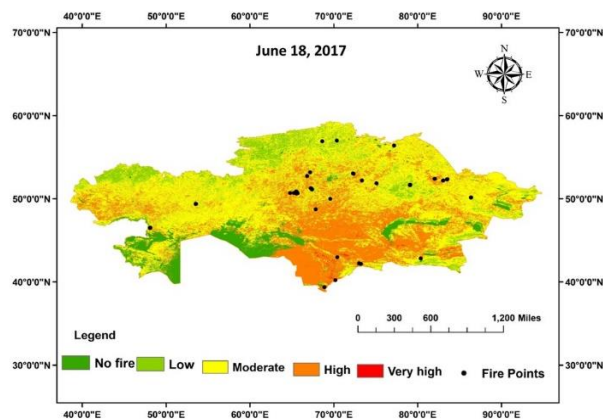 40°0'0"E 50°0'0"E 60°0'0"E 70°0'0"E 80°0'0"E 90°0'0"E
June 18, 2017
N
W E
S
70°0'0"N 70°0'0"N
60°0'0"N 60°0'0"N
50°0'0"N 50°0'0"N
40°0'0"N 40°0'0"N
30°0'0"N 30°0'0"N
0 300 600 1,200 Miles
Legend
No fire Low Moderate High Very high Fire Points
40°0'0"E 50°0'0"E 60°0'0"E 70°0'0"E 80°0'0"E 90°0'0"E